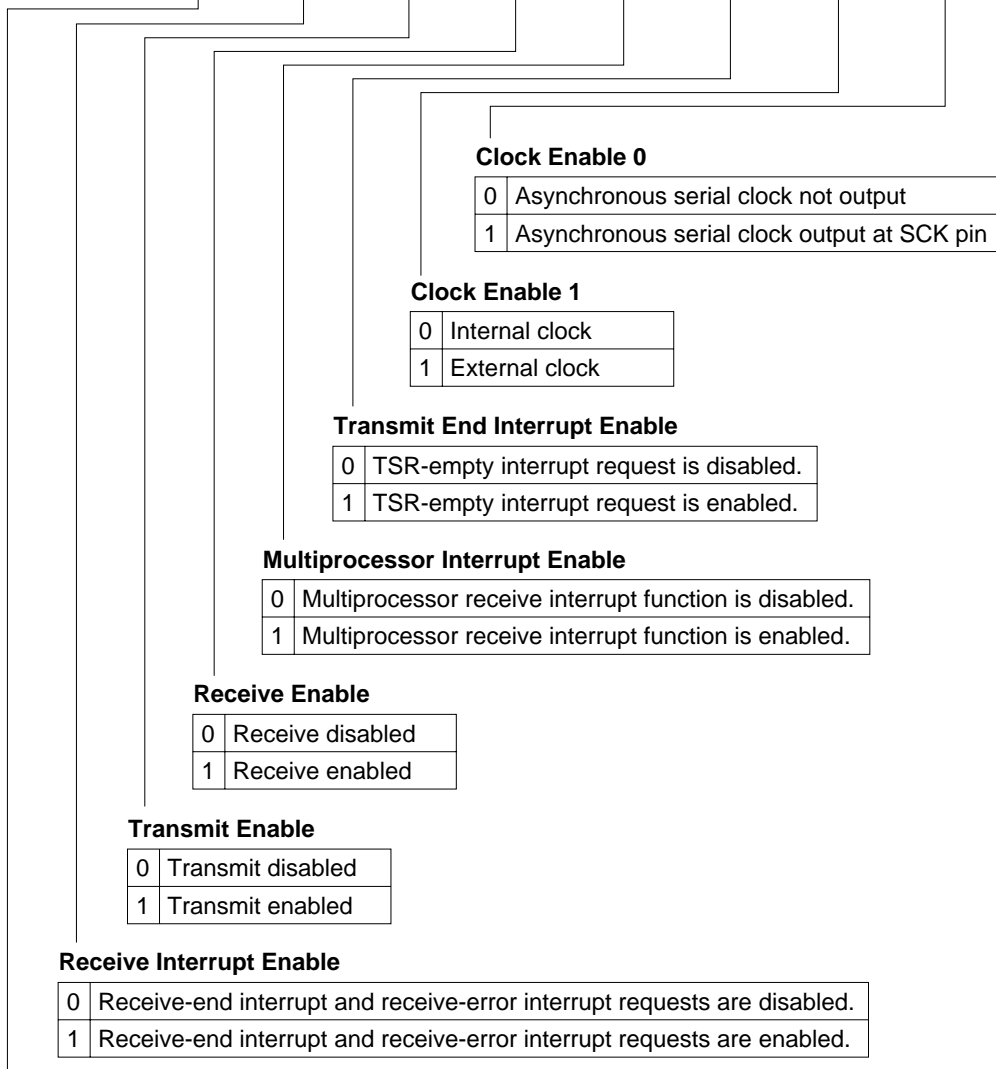 Clock Enable 0
0 Asynchronous serial clock not output
1 Asynchronous serial clock output at SCK pin
Clock Enable 1
0 Internal clock
1 External clock
Transmit End Interrupt Enable
0 TSR-empty interrupt request is disabled.
1 TSR-empty interrupt request is enabled.
Multiprocessor Interrupt Enable
0 Multiprocessor receive interrupt function is disabled.
1 Multiprocessor receive interrupt function is enabled.
Receive Enable
0 Receive disabled
1 Receive enabled
Transmit Enable
0 Transmit disabled
1 Transmit enabled
Receive Interrupt Enable
0 Receive-end interrupt and receive-error interrupt requests are disabled.
1 Receive-end interrupt and receive-error interrupt requests are enabled.